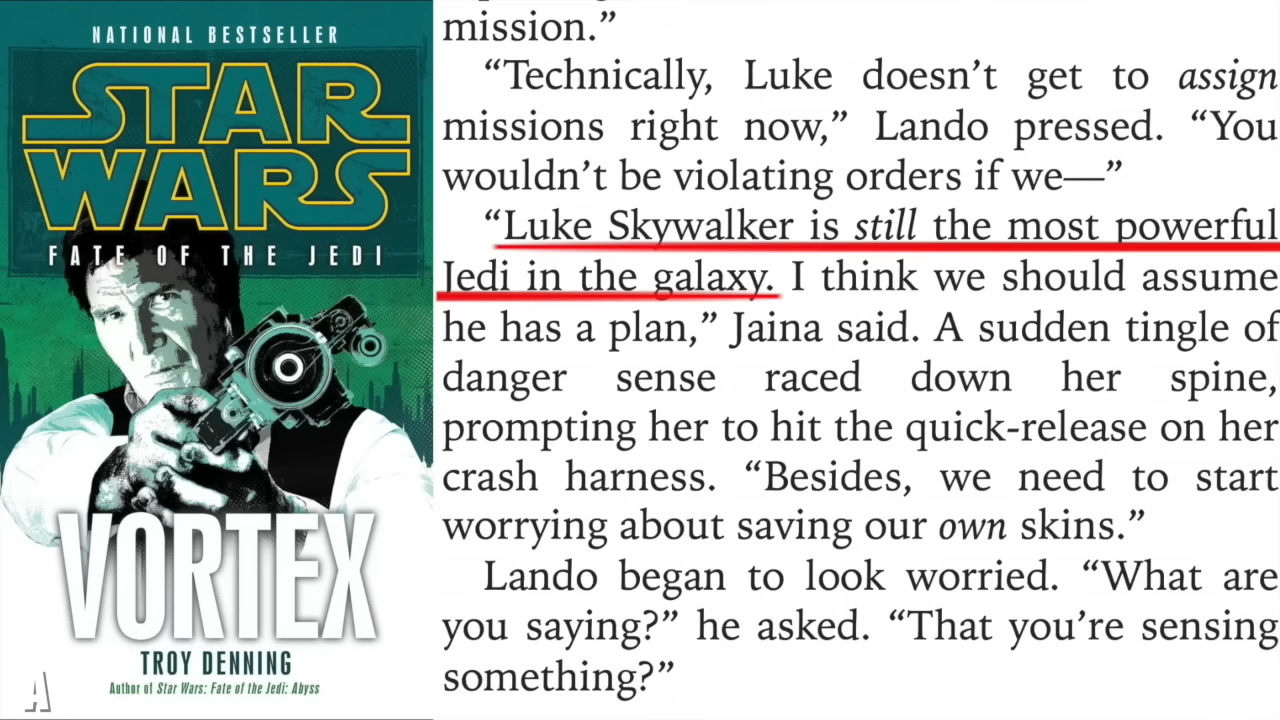 NATIONAL BESTSELLER
STAR
WARS
FATE OF THE JEDI
VORTEX
TROY DENNING
Author of Star Wars: Fate of the Jedi: Abyss
A
mission.”
“Technically, Luke doesn’t get to assign
missions right now,” Lando pressed. “You
wouldn’t be violating orders if we—”
“Luke Skywalker is still the most powerful
Jedi in the galaxy. I think we should assume
he has a plan,” Jaina said. A sudden tingle of
danger sense raced down her spine,
prompting her to hit the quick-release on her
crash harness. “Besides, we need to start
worrying about saving our own skins.”
Lando began to look worried. “What are
you saying?” he asked. “That you’re sensing
something?”